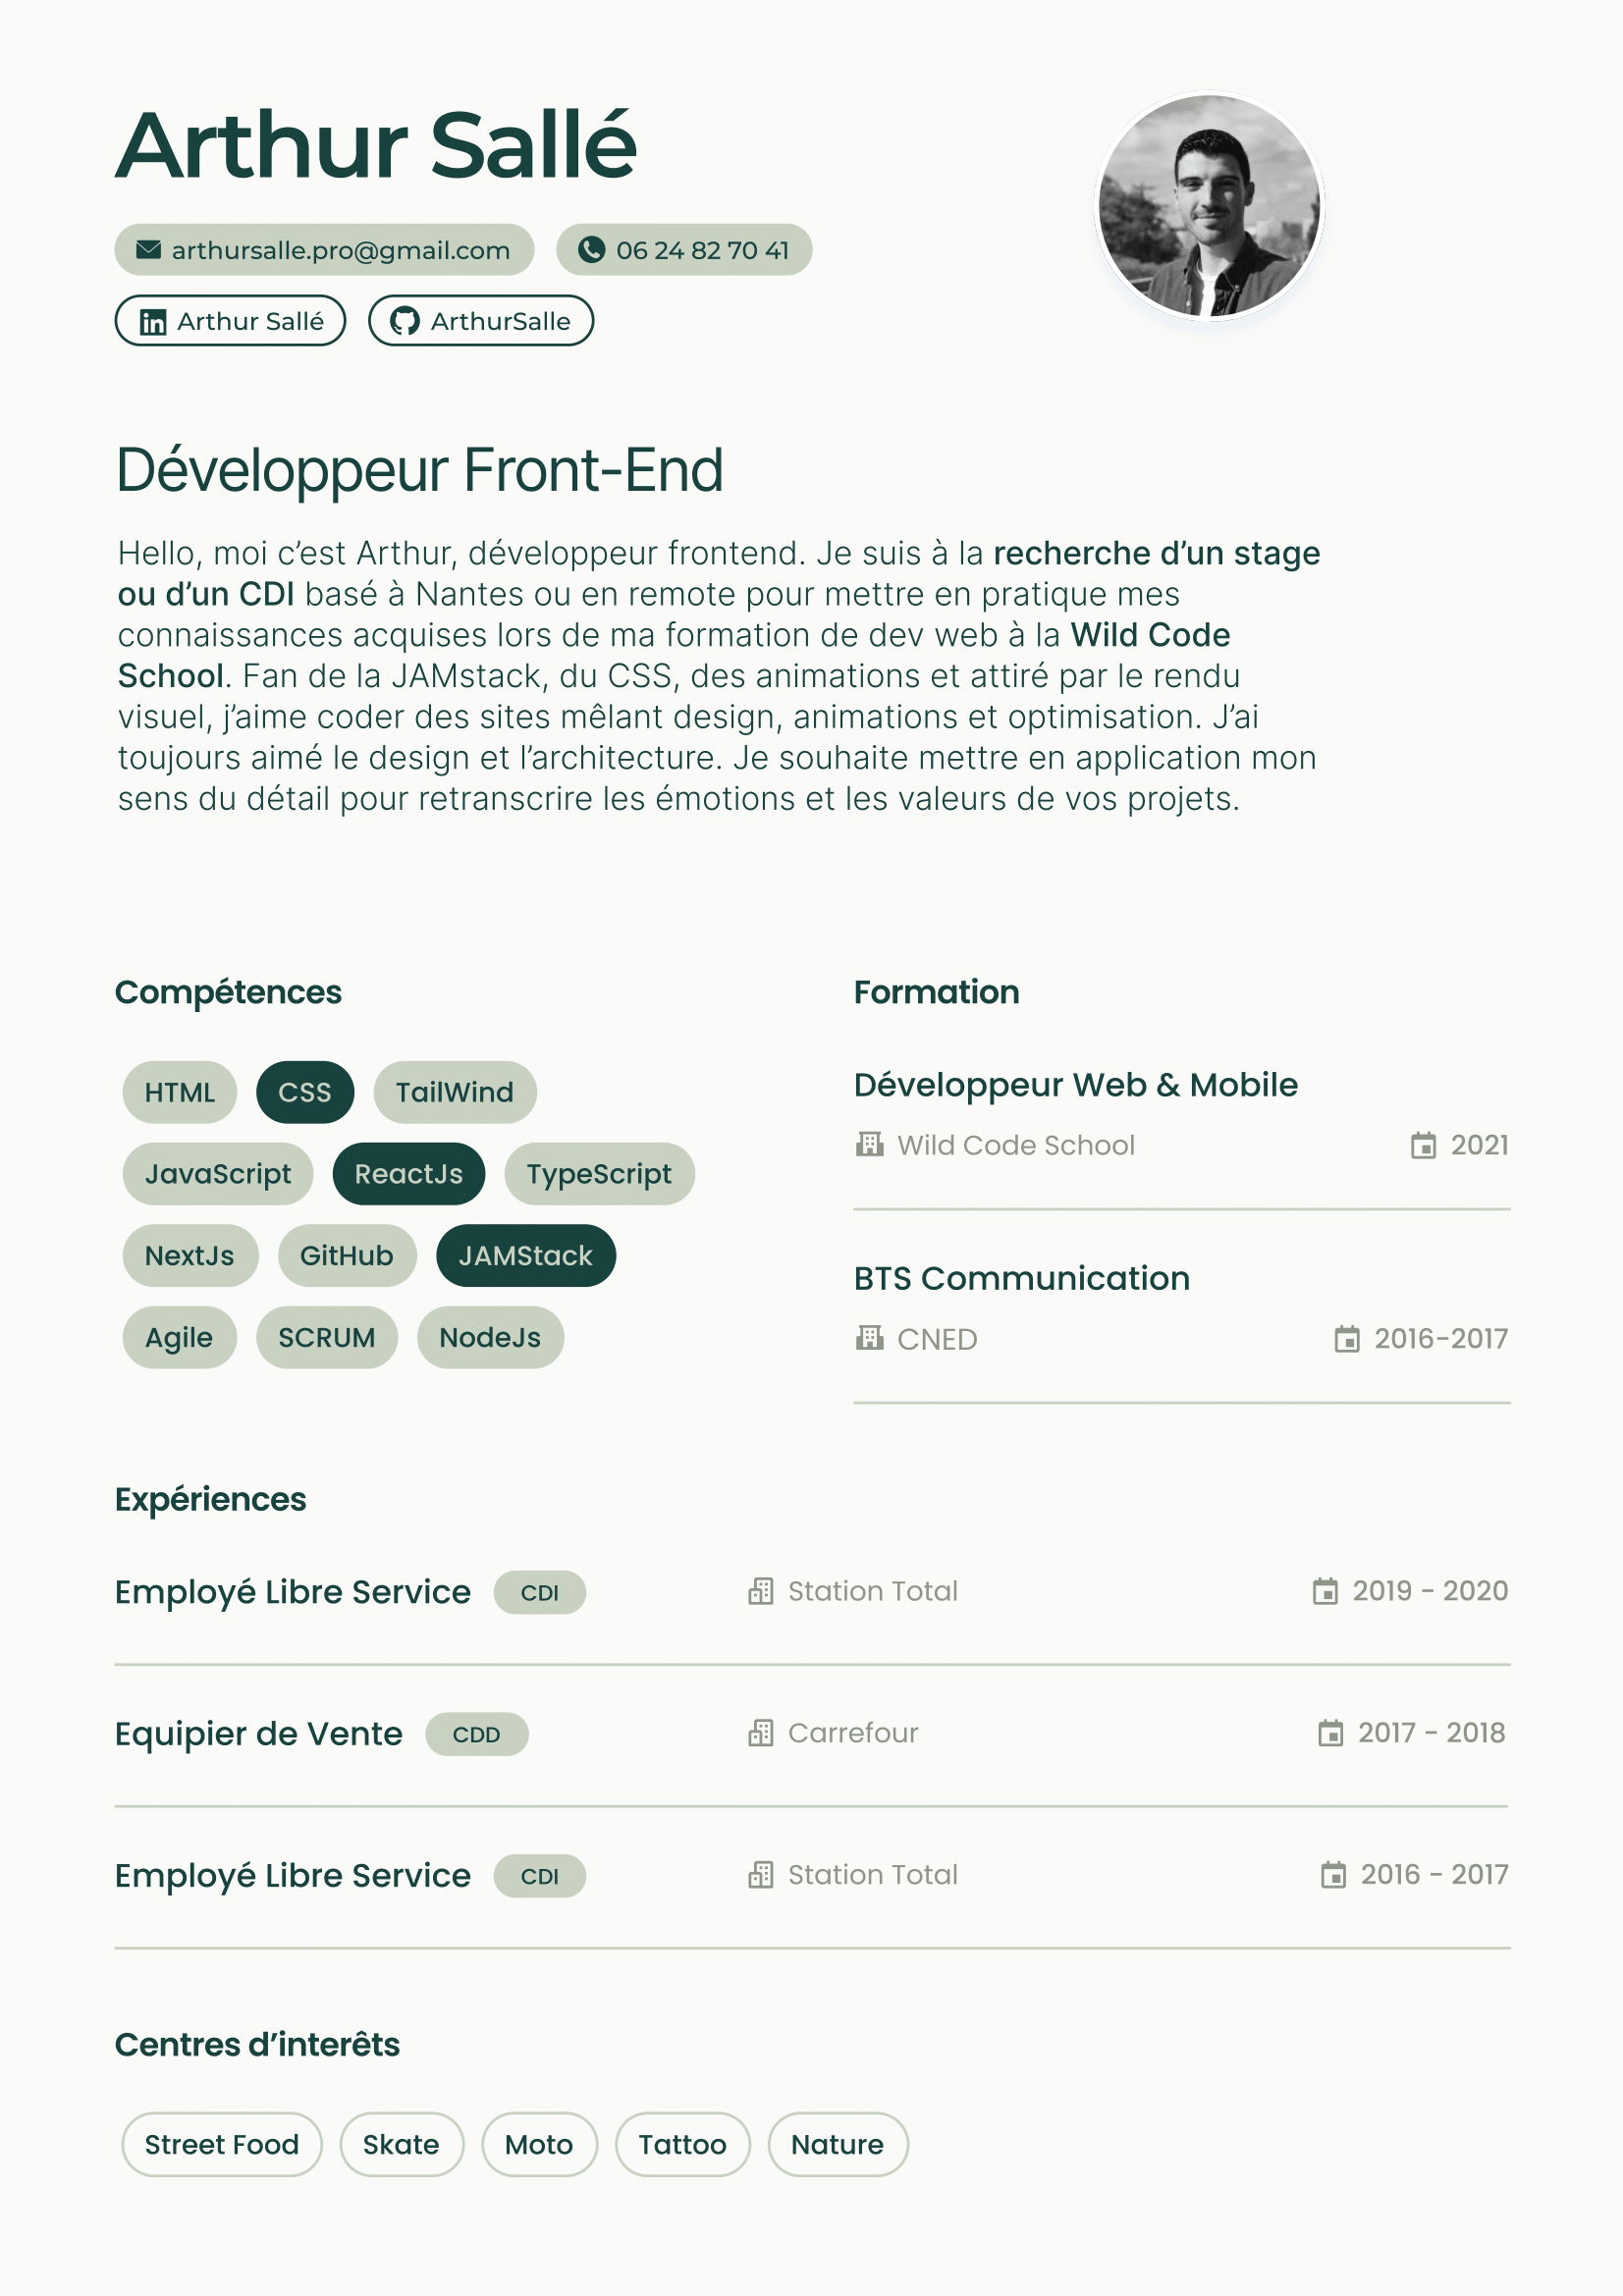 Arthur Sallé
arthursalle.pro@gmail.com
06 24 82 70 41
Arthur Sallé
ArthurSalle
Développeur Front-End
Hello, moi c’est Arthur, développeur frontend. Je suis à la recherche d’un stage
ou d’un CDI basé à Nantes ou en remote pour mettre en pratique mes
connaissances acquises lors de ma formation de dev web à la Wild Code
School. Fan de la JAMstack, du CSS, des animations et attiré par le rendu
visuel, j’aime coder des sites mêlant design, animations et optimisation. J’ai
toujours aimé le design et l’architecture. Je souhaite mettre en application mon
sens du détail pour retranscrire les émotions et les valeurs de vos projets.
Compétences
HTML CSS TailWind
JavaScript ReactJs TypeScript
NextJs GitHub JAMStack
Agile SCRUM NodeJs
Formation
Développeur Web & Mobile
Wild Code School 2021
BTS Communication
CNED 2016-2017
Expériences
Employé Libre Service CDI Station Total 2019 - 2020
Equipier de Vente CDD Carrefour 2017 - 2018
Employé Libre Service CDI Station Total 2016 - 2017
Centres d’interêts
Street Food Skate Moto Tattoo Nature